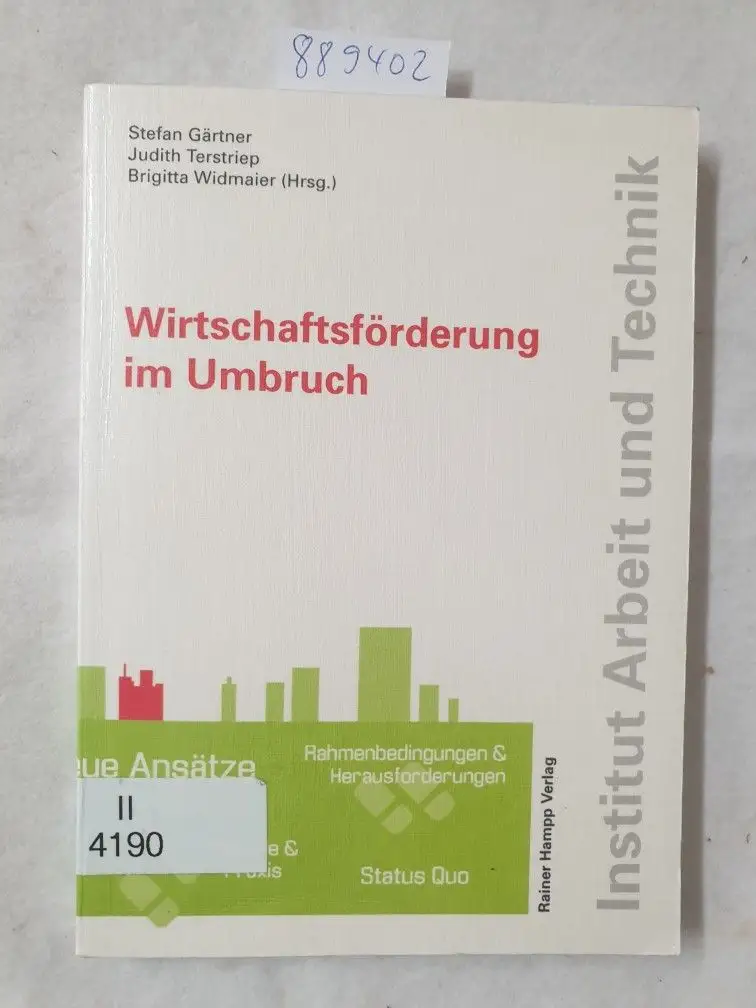 889402
Stefan Gärtner
Judith Terstriep
Brigitta Widmaier (Hrsg.)
Wirtschaftsförderung
im Umbruch
Institut Arbeit und Technik
Ansätze
Rahmenbedingungen &
Herausforderungen
II
4190
&
Status Quo
Rainer Hampp Verlag